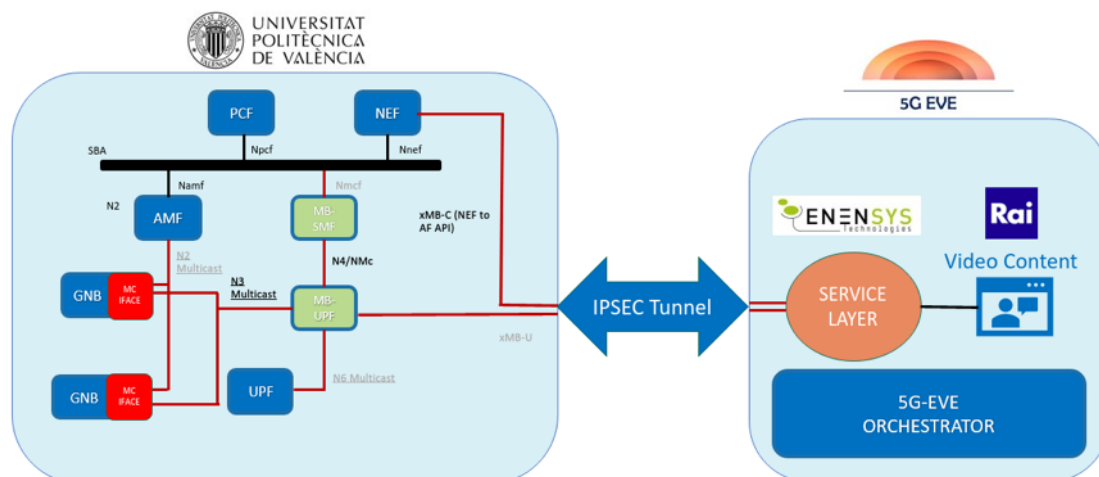 UNIVERSITAT
POLITÈCNICA
DE VALÈNCIA
5G EVE
PCF
NEF
SBA
Npcf
Nnef
Namf
Nmcf
N2
AMF
MB-
SMF
xMB-C (NEF to
AF API)
N2
Multicast
N4/NMc
GNB
MC
IFACE
N3
Multicast
MB-
UPF
xMB-U
GNB
MC
IFACE
UPF
N6 Multicast
IPSEC Tunnel
ENENSYS
Technologies
Rai
Video Content
SERVICE
LAYER
5G-EVE
ORCHESTRATOR